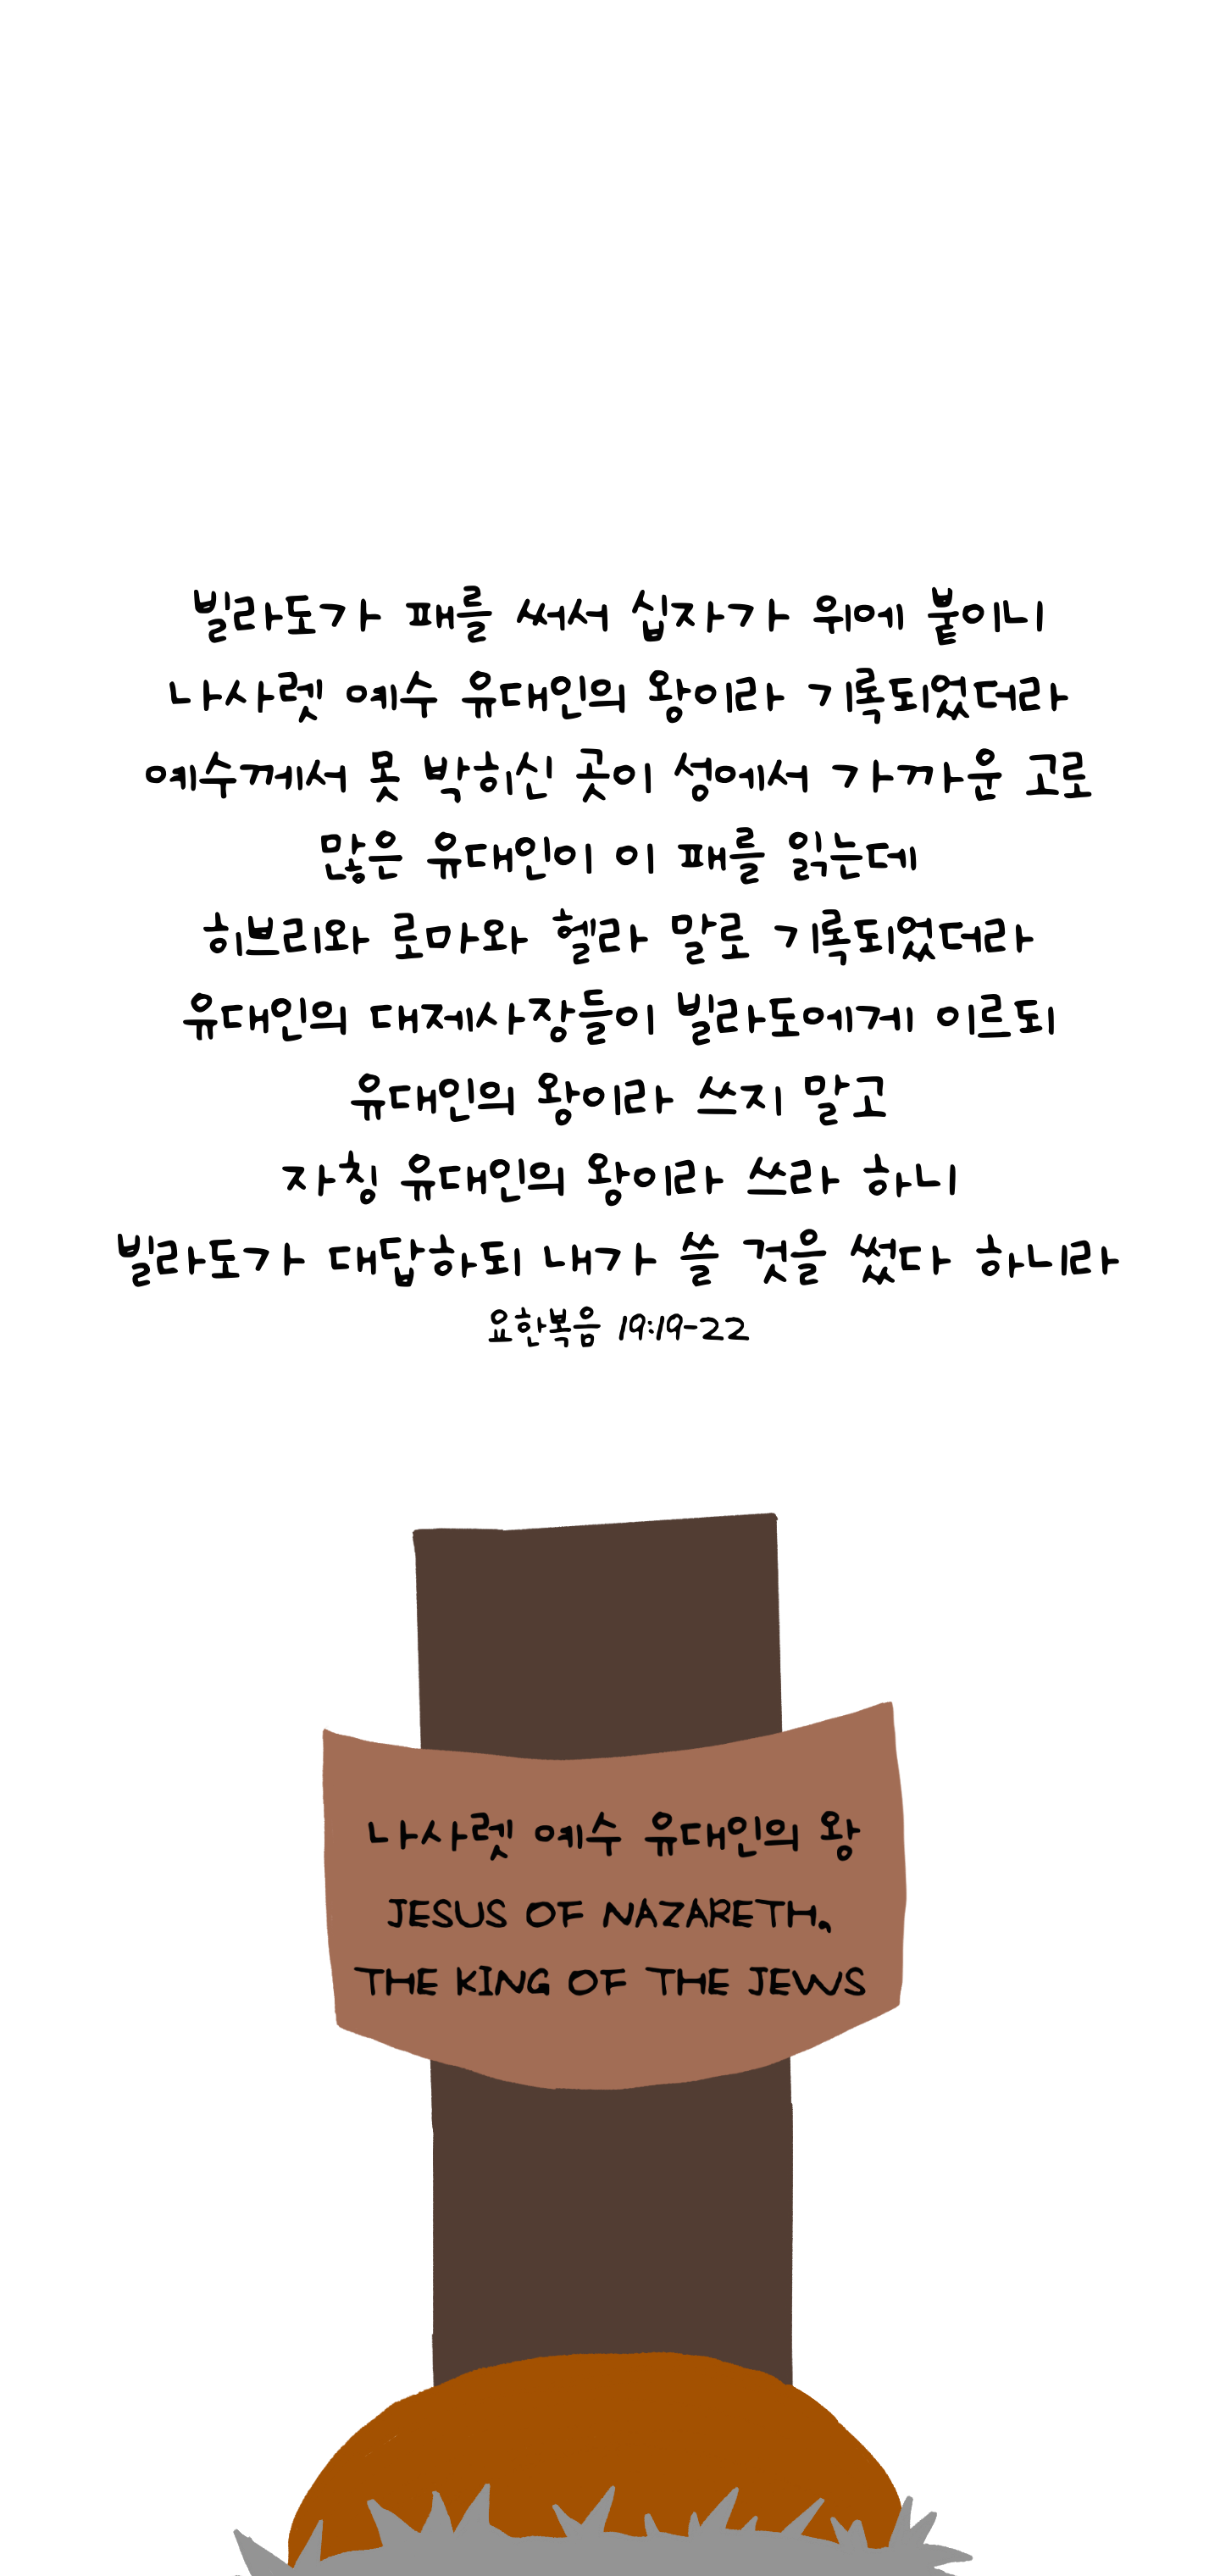 빌라도가 패를 써서 십자가 위에 붙이니
나사렛 예수 유대인의 왕이라 기록되었더라
예수께서 못 박히신 곳이 성에서 가까운 고로
많은 유대인이 이 패를 읽는데
히브리와 로마와 헬라 말로 기록되었더라
유대인의 대제사장들이 빌라도에게 이르되
유대인의 왕이라 쓰지 말고
자칭 유대인의 왕이라 쓰라 하니
빌라도가 대답하되 내가 쓸 것을 썼다 하니라
요한복음 19:19-22
나사렛 예수 유대인의 왕
JESUS OF NAZARETH,
THE KING OF THE JEWS